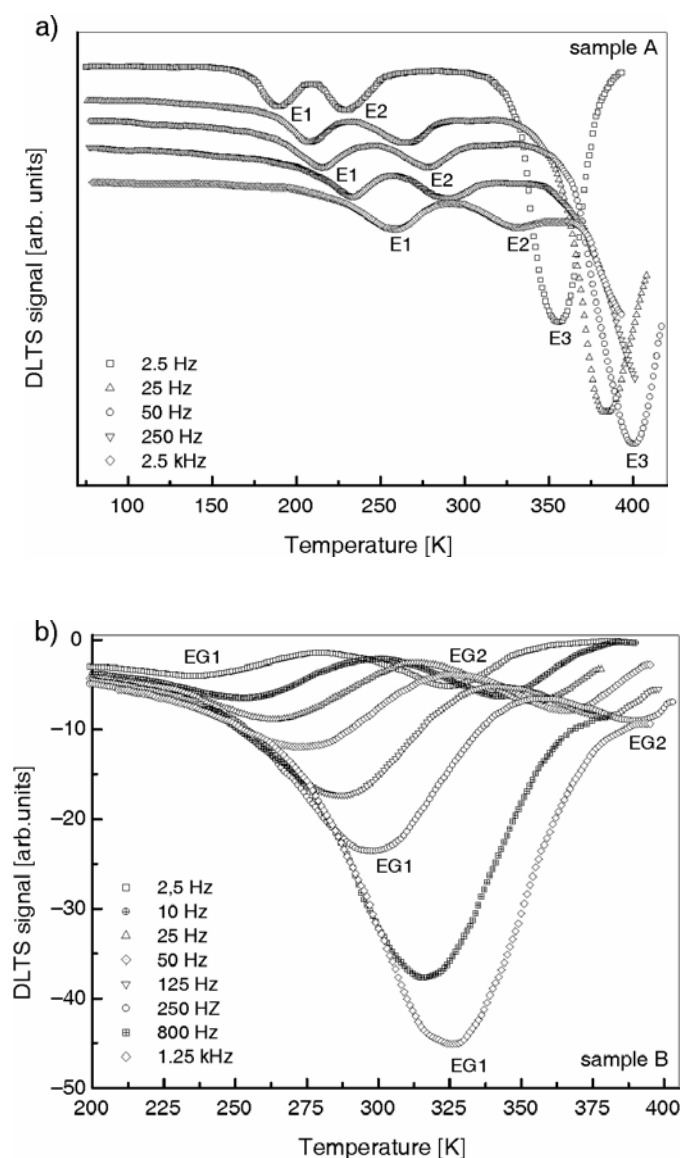 a)
sample A
E1
E2
E1
E2
E1
E2
E3
E3
DLTS signal [arb. units]
2.5 Hz
25 Hz
50 Hz
250 Hz
2.5 kHz
100 150 200 250 300 350 400
Temperature [K]
b)
0
−10
−20
−30
−40
−50
EG1
EG2
EG2
EG1
EG1
DLTS signal [arb.units]
2,5 Hz
10 Hz
25 Hz
50 Hz
125 Hz
250 HZ
800 Hz
1.25 kHz
sample B
200 225 250 275 300 325 350 375 400
Temperature [K]